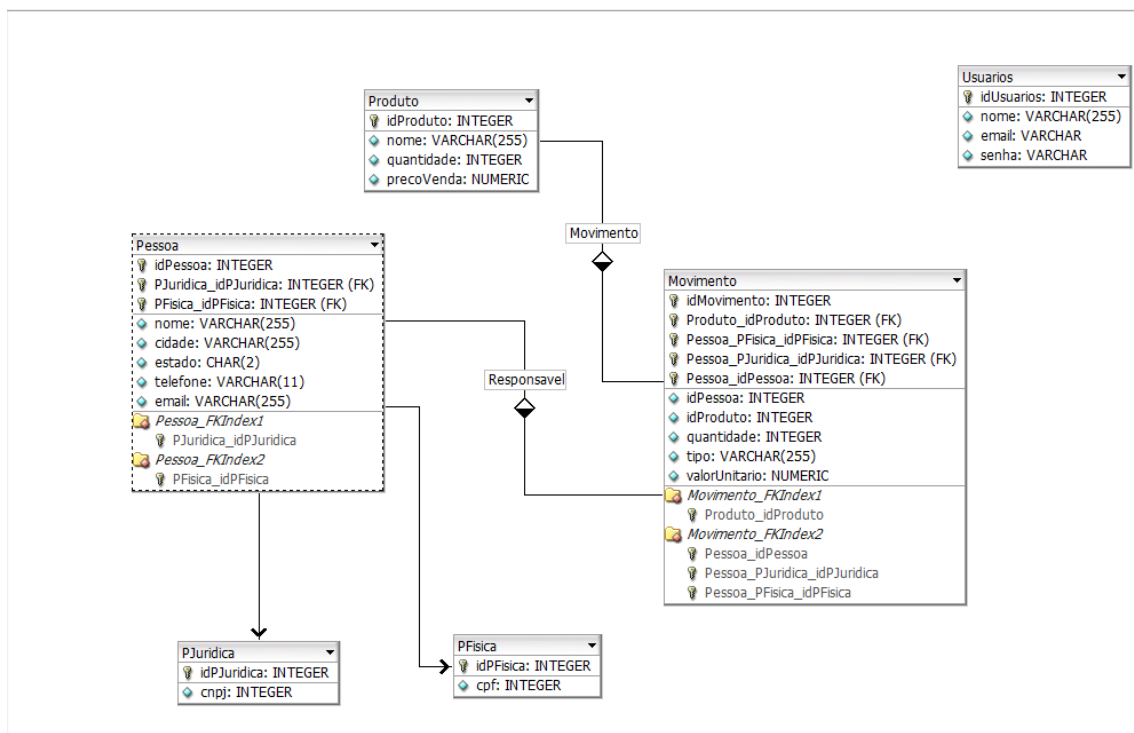 Produto
idProduto: INTEGER
nome: VARCHAR(255)
quantidade: INTEGER
precoVenda: NUMERIC
Usuarios
idUsuarios: INTEGER
nome: VARCHAR(255)
email: VARCHAR
senha: VARCHAR
Movimento
Pessoa
idPessoa: INTEGER
PJuridica_idPJuridica: INTEGER (FK)
PFisica_idPFisica: INTEGER (FK)
nome: VARCHAR(255)
cidade: VARCHAR(255)
estado: CHAR(2)
telefone: VARCHAR(11)
email: VARCHAR(255)
Pessoa_FKIndex1
PJuridica_idPJuridica
Pessoa_FKIndex2
PFisica_idPFisica
Responsavel
Movimento
idMovimento: INTEGER
Produto_idProduto: INTEGER (FK)
Pessoa_PFisica_idPFisica: INTEGER (FK)
Pessoa_PJuridica_idPJuridica: INTEGER (FK)
Pessoa_idPessoa: INTEGER (FK)
idPessoa: INTEGER
idProduto: INTEGER
quantidade: INTEGER
tipo: VARCHAR(255)
valorUnitario: NUMERIC
Movimento_FKIndex1
Produto_idProduto
Movimento_FKIndex2
Pessoa_idPessoa
Pessoa_PJuridica_idPJuridica
Pessoa_PFisica_idPFisica
PJuridica
idPJuridica: INTEGER
cnpj: INTEGER
PFisica
idPFisica: INTEGER
cpf: INTEGER